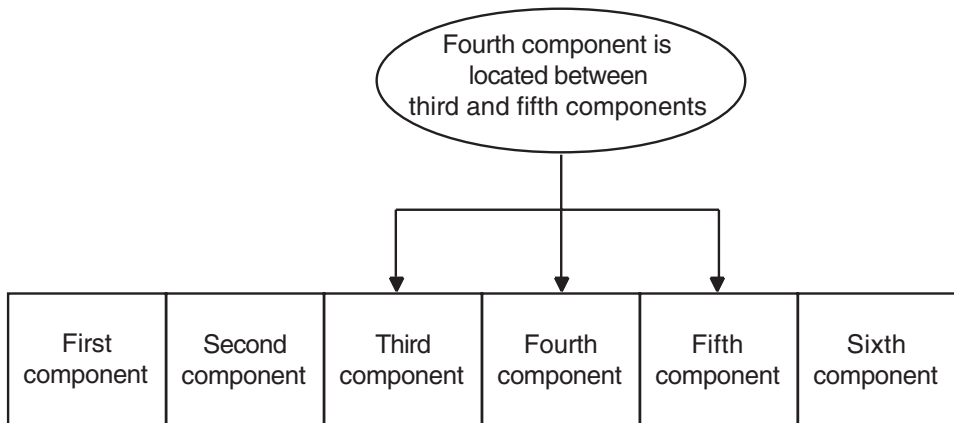 Fourth component is
located between
third and fifth components
First
component
Second
component
Third
component
Fourth
component
Fifth
component
Sixth
component